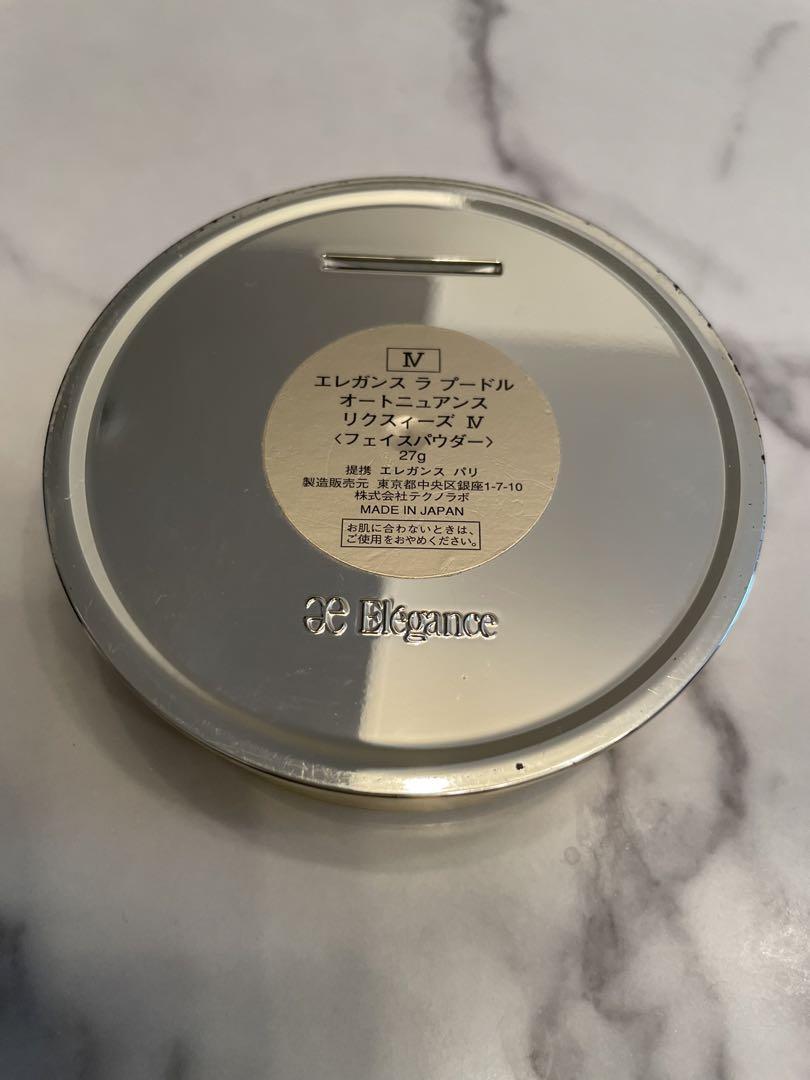 Ⅳ
エレガンス ラ プードル
オートニュアンス
リクスィーズ Ⅳ
〈フェイスパウダー〉
27g
提携 エレガンス パリ
製造販売元 東京都中央区銀座1-7-10
株式会社テクノラボ
MADE IN JAPAN
お肌に合わないときは、
ご使用をおやめください。
æ Elégance